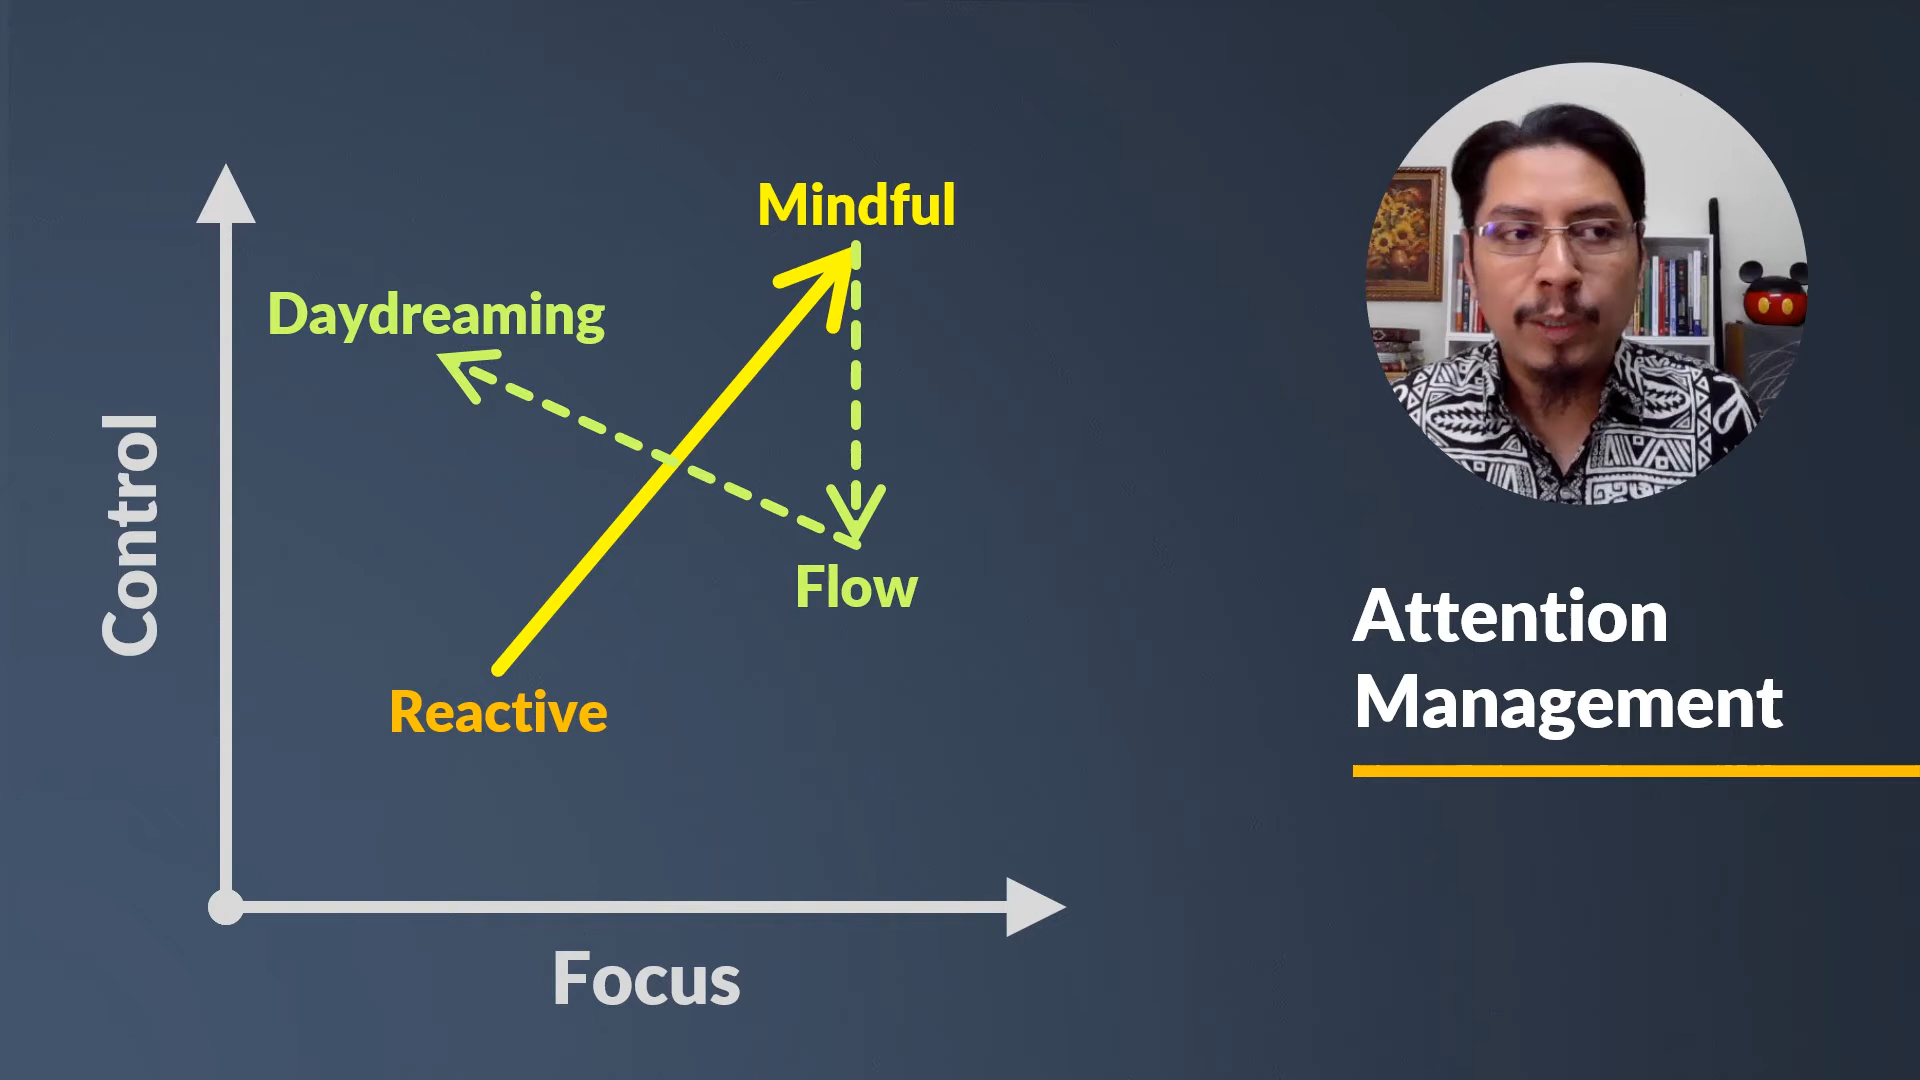 Mindful
Daydreaming
Control
Flow
Reactive
Focus
Attention
Management